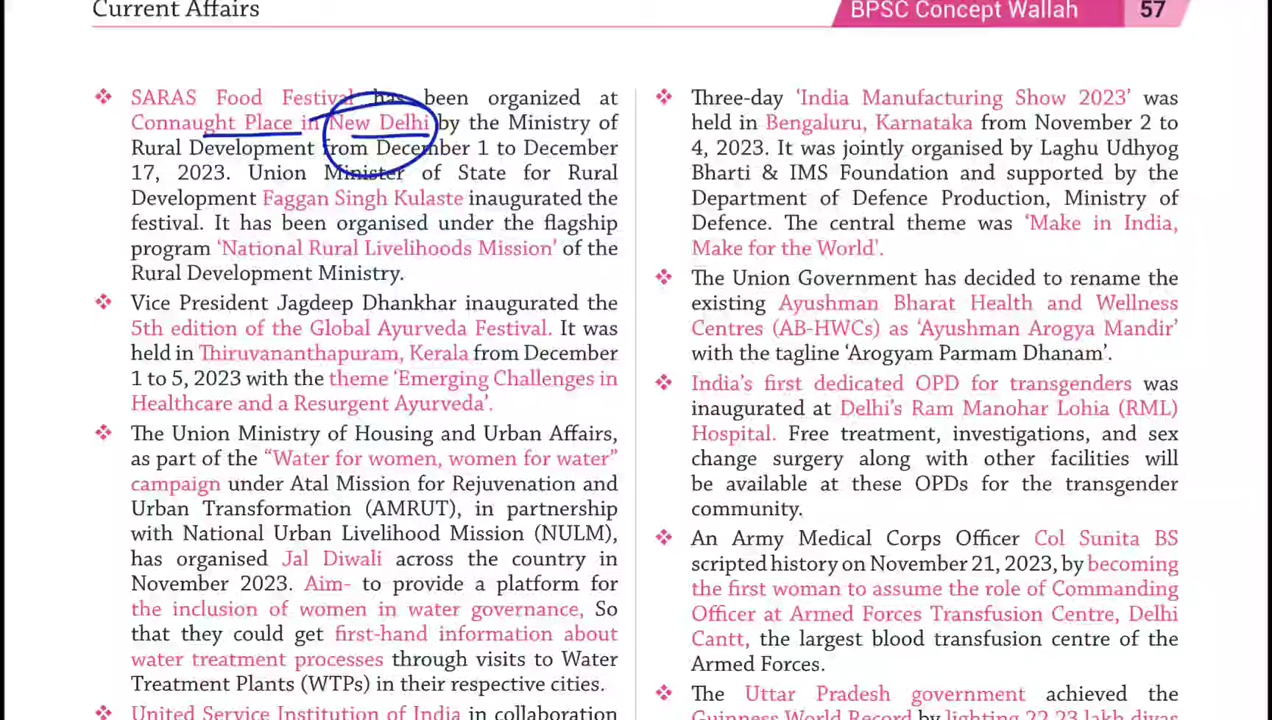 Current Affairs
BPSC Concept Wallah 57
❖ SARAS Food Festival has been organized at
Connaught Place in New Delhi by the Ministry of
Rural Development from December 1 to December
17, 2023. Union Minister of State for Rural
Development Faggan Singh Kulaste inaugurated the
festival. It has been organised under the flagship
program ‘National Rural Livelihoods Mission’ of the
Rural Development Ministry.
❖ Vice President Jagdeep Dhankhar inaugurated the
5th edition of the Global Ayurveda Festival. It was
held in Thiruvananthapuram, Kerala from December
1 to 5, 2023 with the theme ‘Emerging Challenges in
Healthcare and a Resurgent Ayurveda’.
❖ The Union Ministry of Housing and Urban Affairs,
as part of the “Water for women, women for water”
campaign under Atal Mission for Rejuvenation and
Urban Transformation (AMRUT), in partnership
with National Urban Livelihood Mission (NULM),
has organised Jal Diwali across the country in
November 2023. Aim- to provide a platform for
the inclusion of women in water governance, So
that they could get first-hand information about
water treatment processes through visits to Water
Treatment Plants (WTPs) in their respective cities.
❖ United Service Institution of India in collaboration
❖ Three-day ‘India Manufacturing Show 2023’ was
held in Bengaluru, Karnataka from November 2 to
4, 2023. It was jointly organised by Laghu Udhyog
Bharti & IMS Foundation and supported by the
Department of Defence Production, Ministry of
Defence. The central theme was ‘Make in India,
Make for the World'.
❖ The Union Government has decided to rename the
existing Ayushman Bharat Health and Wellness
Centres (AB-HWCs) as ‘Ayushman Arogya Mandir’
with the tagline ‘Arogyam Parmam Dhanam’.
❖ India’s first dedicated OPD for transgenders was
inaugurated at Delhi’s Ram Manohar Lohia (RML)
Hospital. Free treatment, investigations, and sex
change surgery along with other facilities will
be available at these OPDs for the transgender
community.
❖ An Army Medical Corps Officer Col Sunita BS
scripted history on November 21, 2023, by becoming
the first woman to assume the role of Commanding
Officer at Armed Forces Transfusion Centre, Delhi
Cantt, the largest blood transfusion centre of the
Armed Forces.
❖ The Uttar Pradesh government achieved the
Guinness World Record by lighting 22.23 lakh diyas